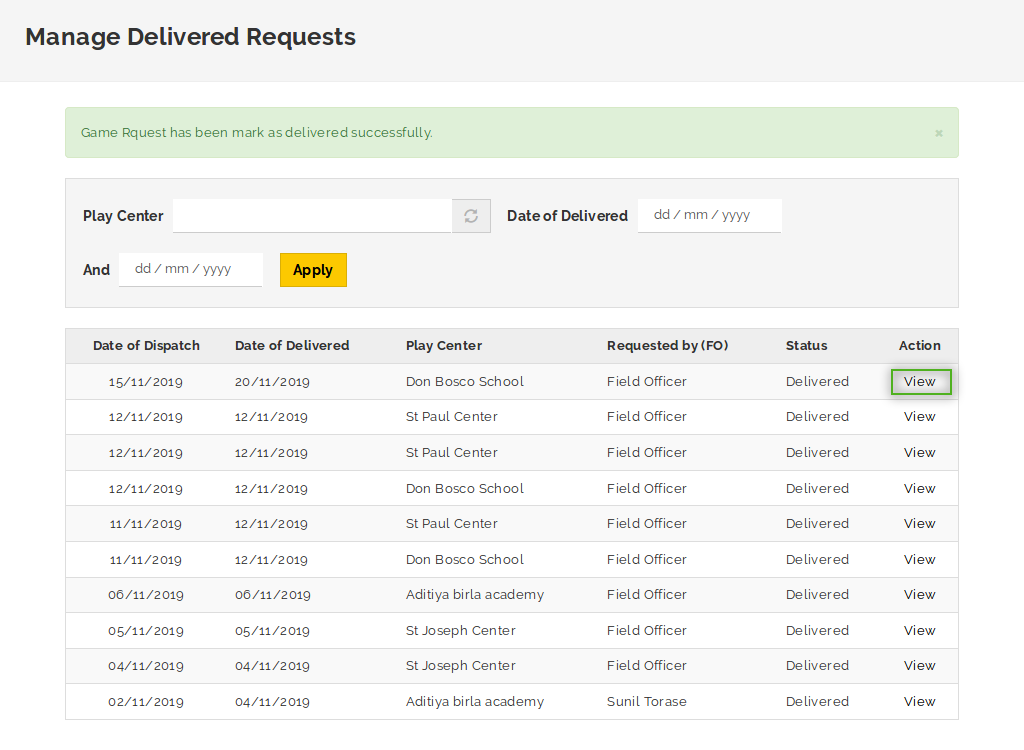 Manage Delivered Requests
Game Rquest has been mark as delivered successfully. ×
Play Center Date of Delivered dd / mm / yyyy
And dd / mm / yyyy Apply
Date of Dispatch Date of Delivered Play Center Requested by (FO) Status Action
15/11/2019 20/11/2019 Don Bosco School Field Officer Delivered View
12/11/2019 12/11/2019 St Paul Center Field Officer Delivered View
12/11/2019 12/11/2019 St Paul Center Field Officer Delivered View
12/11/2019 12/11/2019 Don Bosco School Field Officer Delivered View
11/11/2019 12/11/2019 St Paul Center Field Officer Delivered View
11/11/2019 12/11/2019 Don Bosco School Field Officer Delivered View
06/11/2019 06/11/2019 Aditiya birla academy Field Officer Delivered View
05/11/2019 05/11/2019 St Joseph Center Field Officer Delivered View
04/11/2019 04/11/2019 St Joseph Center Field Officer Delivered View
02/11/2019 04/11/2019 Aditiya birla academy Sunil Torase Delivered View